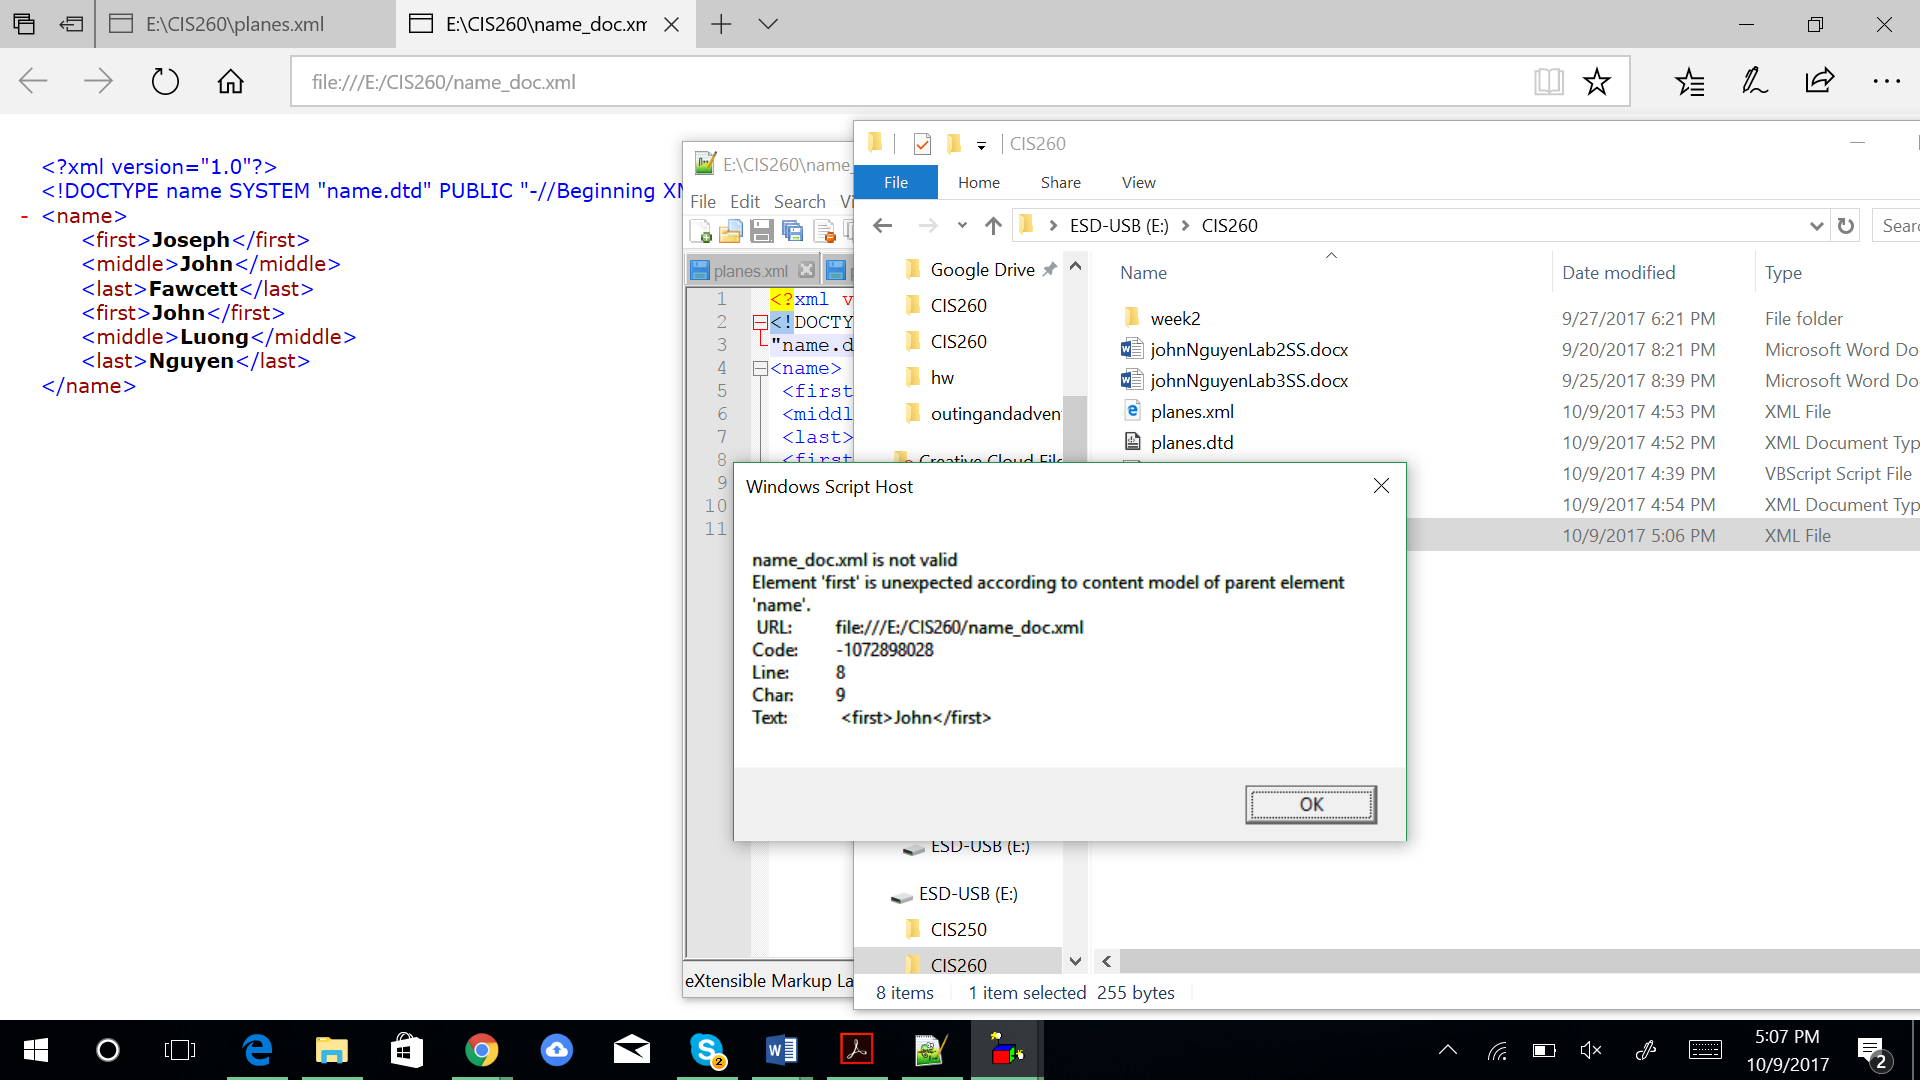 E:\CIS260\planes.xml
E:\CIS260\name_doc.xm
file:///E:/CIS260/name_doc.xml
<?xml version="1.0"?>
<!DOCTYPE name SYSTEM "name.dtd" PUBLIC "-//Beginning XM
- <name>
<first>Joseph</first>
<middle>John</middle>
<last>Fawcett</last>
<first>John</first>
<middle>Luong</middle>
<last>Nguyen</last>
</name>
E:\CIS260\name_
File Edit Search Vi
planes.xml
1 <?xml v
2 <!DOCTY
3 "name.d
4 <name>
5 <first
6 <middl
7 <last>
8 <first
9
10
11
eXtensible Markup La
CIS260
File Home Share View
ESD-USB (E:) > CIS260
Sear
Google Drive
CIS260
CIS260
hw
outingandadven
Creative Cloud File
Name Date modified Type
week2 9/27/2017 6:21 PM File folder
johnNguyenLab2SS.docx 9/20/2017 8:21 PM Microsoft Word Do
johnNguyenLab3SS.docx 9/25/2017 8:39 PM Microsoft Word Do
planes.xml 10/9/2017 4:53 PM XML File
planes.dtd 10/9/2017 4:52 PM XML Document Typ
10/9/2017 4:39 PM VBScript Script File
10/9/2017 4:54 PM XML Document Typ
10/9/2017 5:06 PM XML File
Windows Script Host
name_doc.xml is not valid
Element 'first' is unexpected according to content model of parent element
'name'.
URL: file:///E:/CIS260/name_doc.xml
Code: -1072898028
Line: 8
Char: 9
Text: <first>John</first>
OK
ESD-USB (E:)
ESD-USB (E:)
CIS250
CIS260
8 items 1 item selected 255 bytes
2
5:07 PM
10/9/2017
2